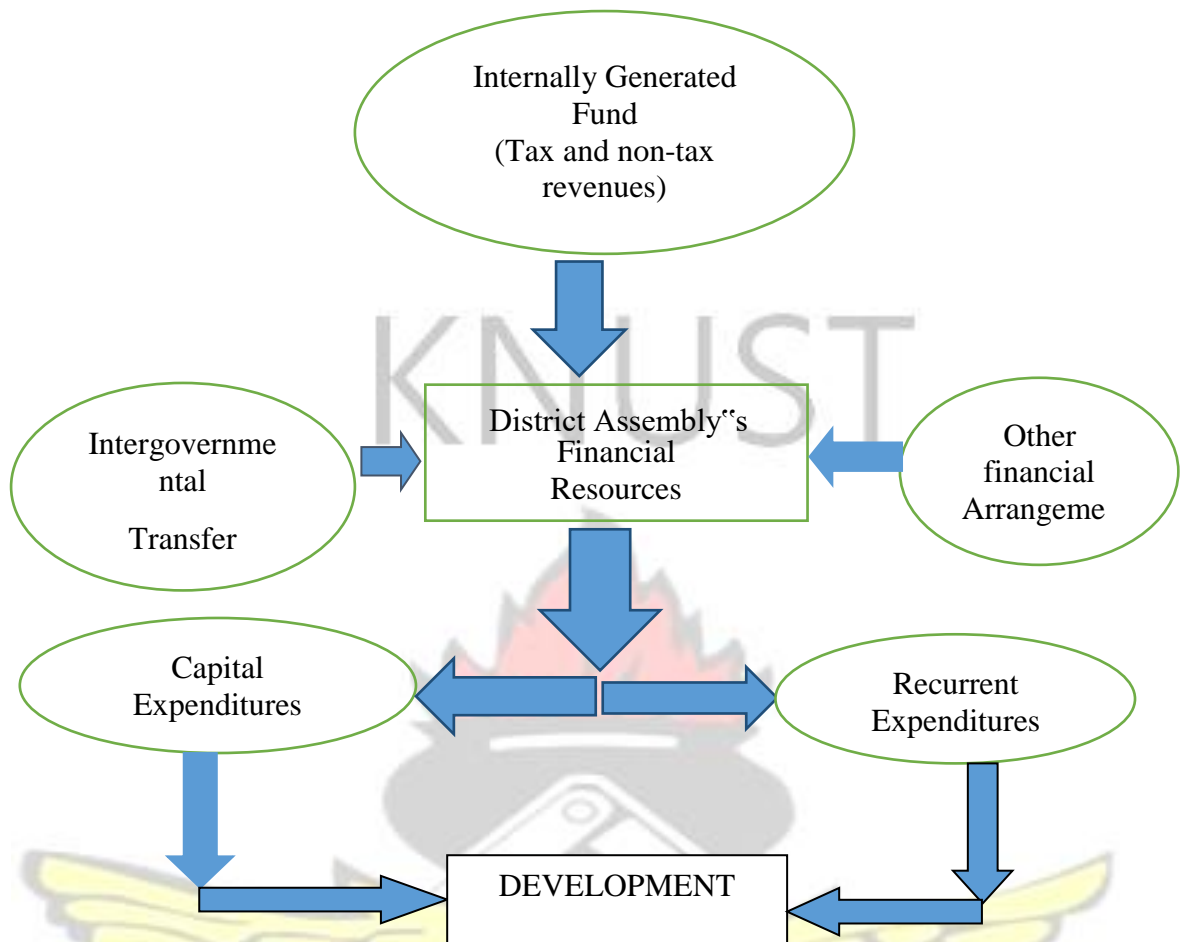 Internally Generated
Fund
(Tax and non-tax
revenues)
KNUST
District Assembly‟s
Financial
Resources
Intergovernme
ntal
Transfer
Other
financial
Arrangeme
Capital
Expenditures
Recurrent
Expenditures
DEVELOPMENT